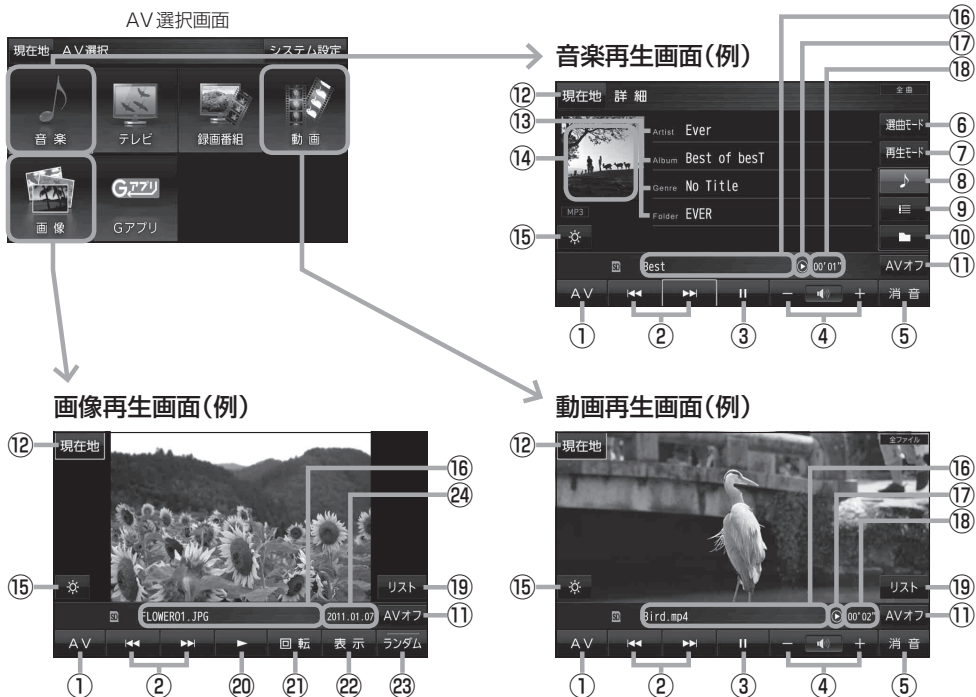 AV選択画面
現在地 AV選択 システム設定
音楽 テレビ 録画番組 動画
Gアプリ
画像 Gアプリ
音楽再生画面(例)
⑯
⑰
⑱
⑫ 現在地 詳細 全曲
⑬ Artist Ever 選曲モード ⑥
⑭ Album Best of besT 再生モード ⑦
Genre No Title ⑧
MP3 Folder EVER ⑨
⑮ ⑩
SD Best 00'01" AVオフ ⑪
AV − + 消音
① ② ③ ④ ⑤
画像再生画面(例)
⑫ 現在地
⑯
㉔
⑮ リスト ⑲
SD FLOWER01.JPG 2011.01.07 AVオフ ⑪
AV 回転 表示 ランダム
① ② ⑳ ㉑ ㉒ ㉓
動画再生画面(例)
⑫ 現在地 全ファイル
⑯
⑰
⑱
⑮ リスト ⑲
SD Bird.mp4 00'02" AVオフ ⑪
AV − + 消音
① ② ③ ④ ⑤